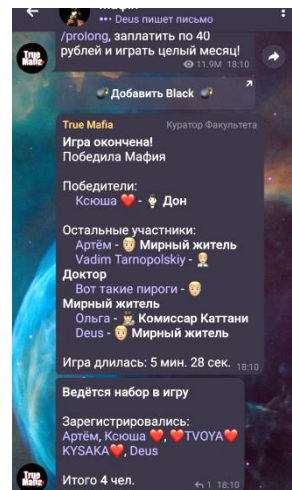 •• Deus пишет письмо
/prolong, заплатить по 40
рублей и играть целый месяц!
11.9M 18:10
True Mafia
Добавить Black
True Mafia Куратор Факультета
Игра окончена!
Победила Мафия
Победители:
Ксюша ❤️ - 🤵🏻 Дон
Остальные участники:
Артём - 👨🏼 Мирный житель
Vadim Tarnopolskiy - 👨🏼‍⚕️
Доктор
Вот такие пироги - 👨🏼
Мирный житель
Ольга - 🕵🏼 Комиссар Каттани
Deus - 👨🏼 Мирный житель
Игра длилась: 5 мин. 28 сек. 18:10
Ведётся набор в игру
Зарегистрировались:
Артём, Ксюша ❤️, ❤️TVOYA❤️
KYSAKA❤️, Deus
Итого 4 чел.
1 18:10
True Mafia